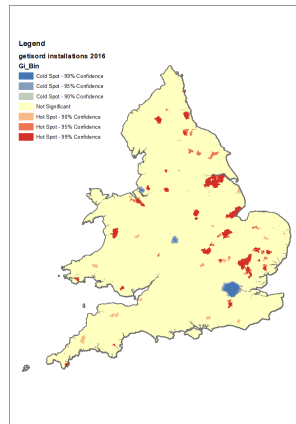 Legend
getisord installations 2016
Gi_Bin
Cold Spot - 99% Confidence
Cold Spot - 95% Confidence
Cold Spot - 90% Confidence
Not Significant
Hot Spot - 90% Confidence
Hot Spot - 95% Confidence
Hot Spot - 99% Confidence